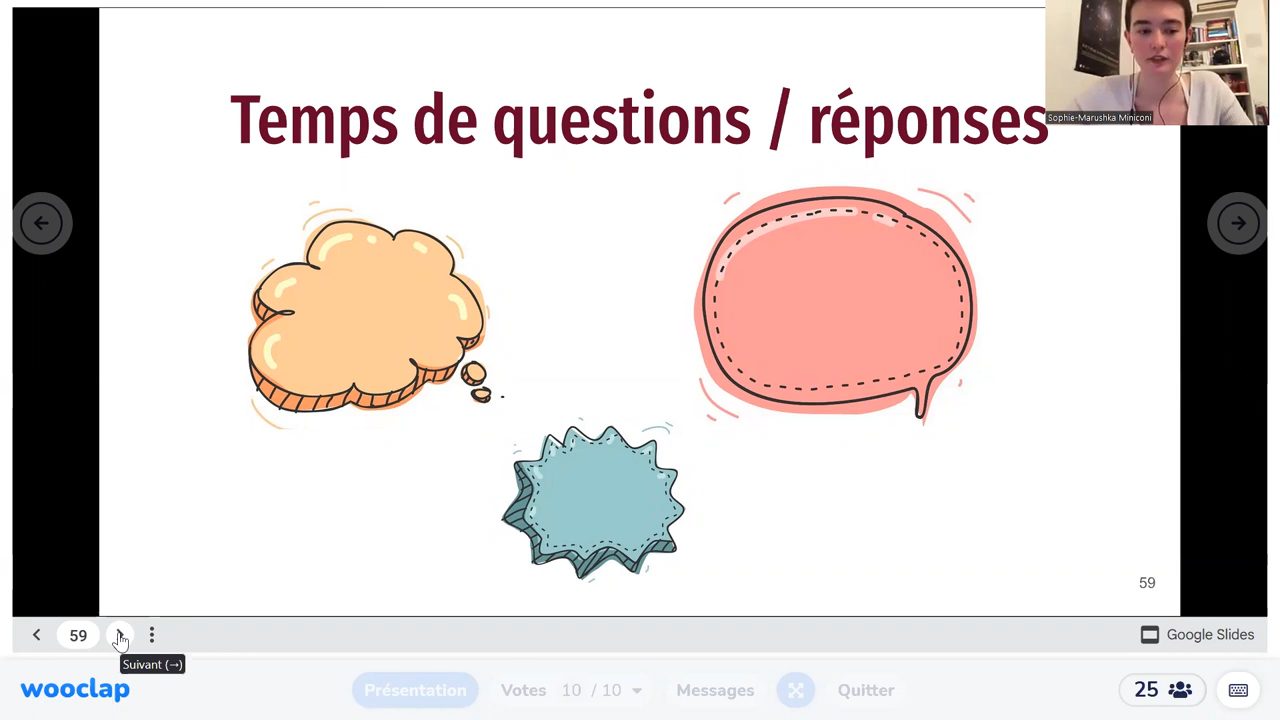 Temps de questions / réponses
Sophie-Marushka Miniconi
59
59
Google Slides
Suivant (→)
wooclap
Présentation
Votes 10 / 10
Messages
Quitter
25